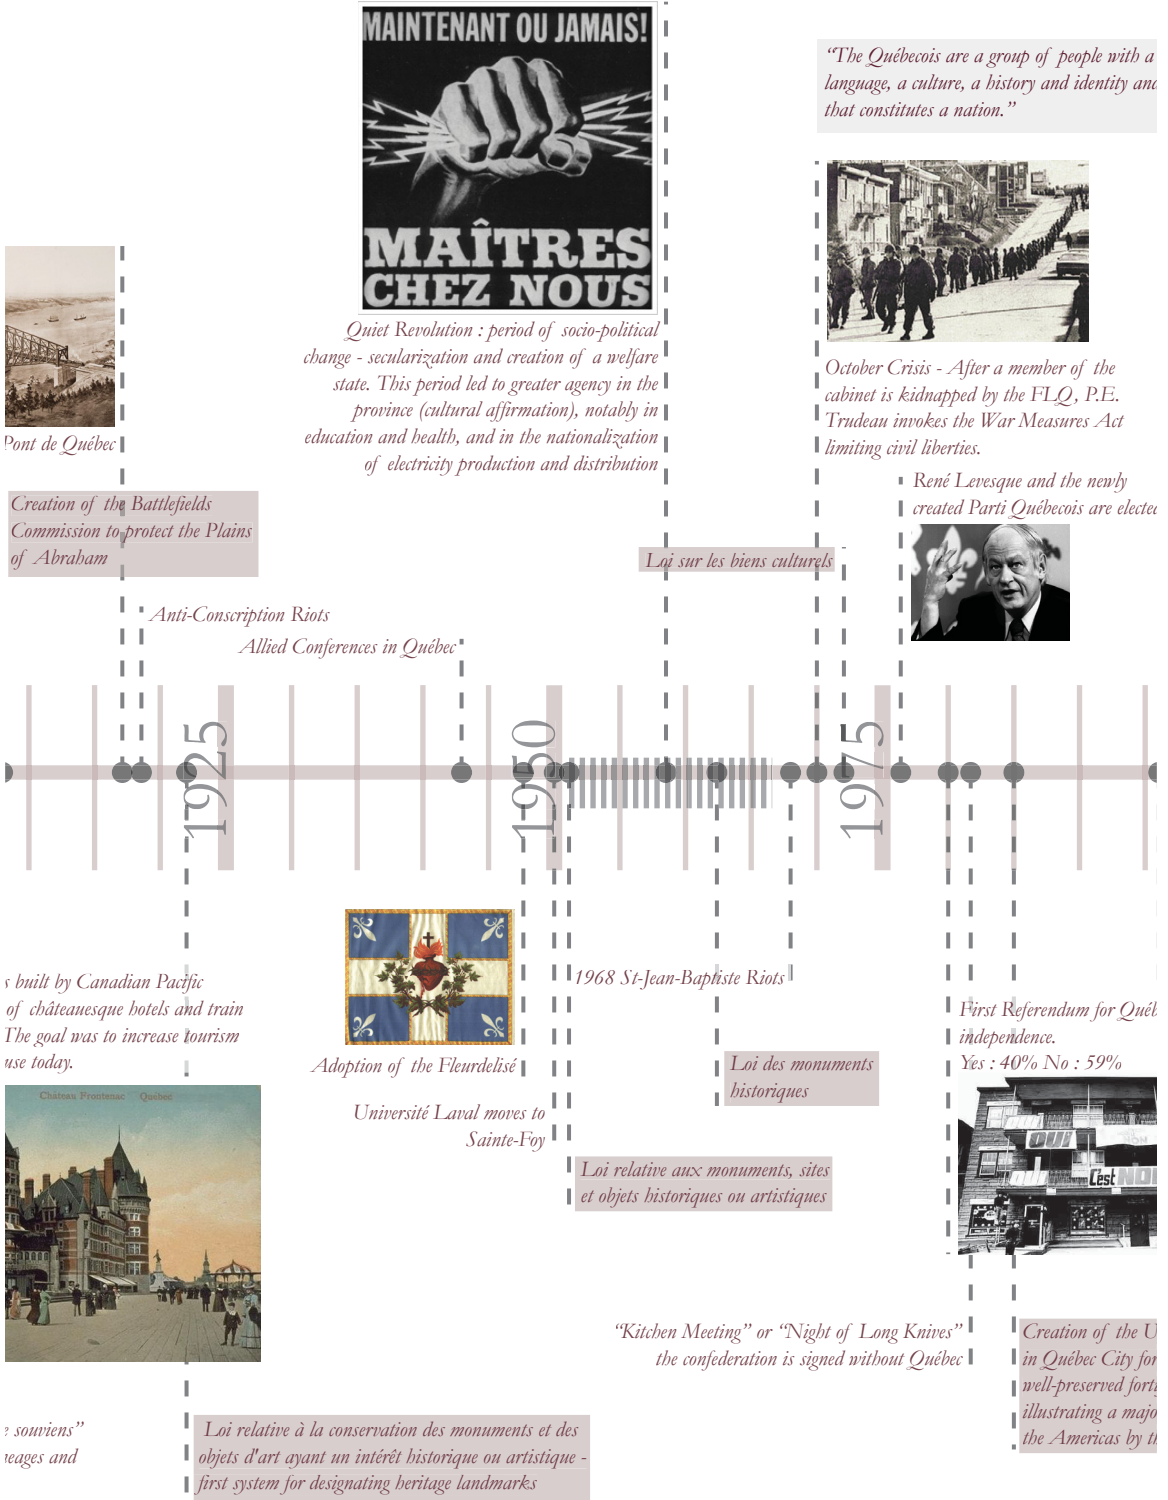 MAINTENANT OU JAMAIS!
MAÎTRES
CHEZ NOUS
“The Québecois are a group of people with a
language, a culture, a history and identity and
that constitutes a nation.”
Quiet Revolution : period of socio-political
change - secularization and creation of a welfare
state. This period led to greater agency in the
province (cultural affirmation), notably in
education and health, and in the nationalization
of electricity production and distribution
October Crisis - After a member of the
cabinet is kidnapped by the FLQ, P.E.
Trudeau invokes the War Measures Act
limiting civil liberties.
Pont de Québec
René Levesque and the newly
created Parti Québecois are elected
Creation of the Battlefields
Commission to protect the Plains
of Abraham
Loi sur les biens culturels
Anti-Conscription Riots
Allied Conferences in Québec
1925
1950
1975
s built by Canadian Pacific
of châteauesque hotels and train
The goal was to increase tourism
use today.
1968 St-Jean-Baptiste Riots
First Referendum for Québ
independence.
Yes : 40% No : 59%
Adoption of the Fleurdelisé
Loi des monuments
historiques
Château Frontenac Quebec
Université Laval moves to
Sainte-Foy
OUI
OUI
C'est NON
Loi relative aux monuments, sites
et objets historiques ou artistiques
“Kitchen Meeting” or “Night of Long Knives”
the confederation is signed without Québec
Creation of the U
in Québec City for
well-preserved forti
illustrating a majo
the Americas by th
e souviens”
neages and
Loi relative à la conservation des monuments et des
objets d'art ayant un intérêt historique ou artistique -
first system for designating heritage landmarks